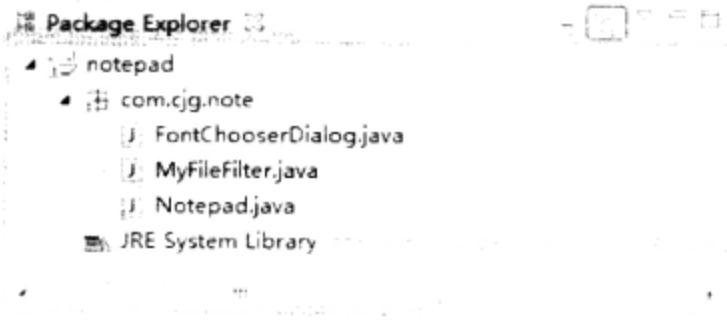 Package Explorer
notepad
com.cjg.note
FontChooserDialog.java
MyFileFilter.java
Notepad.java
JRE System Library